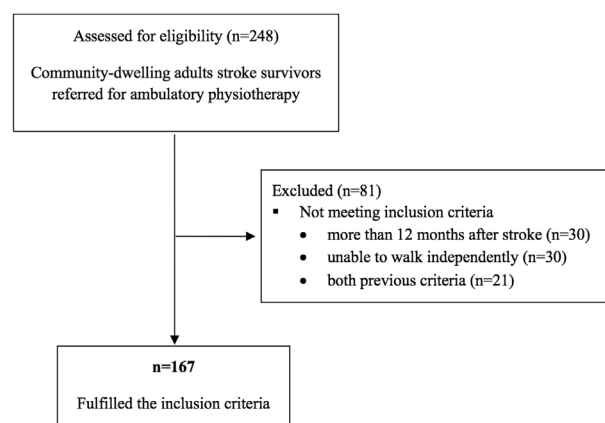 Assessed for eligibility (n=248)
Community-dwelling adults stroke survivors
referred for ambulatory physiotherapy
Excluded (n=81)
▪ Not meeting inclusion criteria
• more than 12 months after stroke (n=30)
• unable to walk independently (n=30)
• both previous criteria (n=21)
n=167
Fulfilled the inclusion criteria